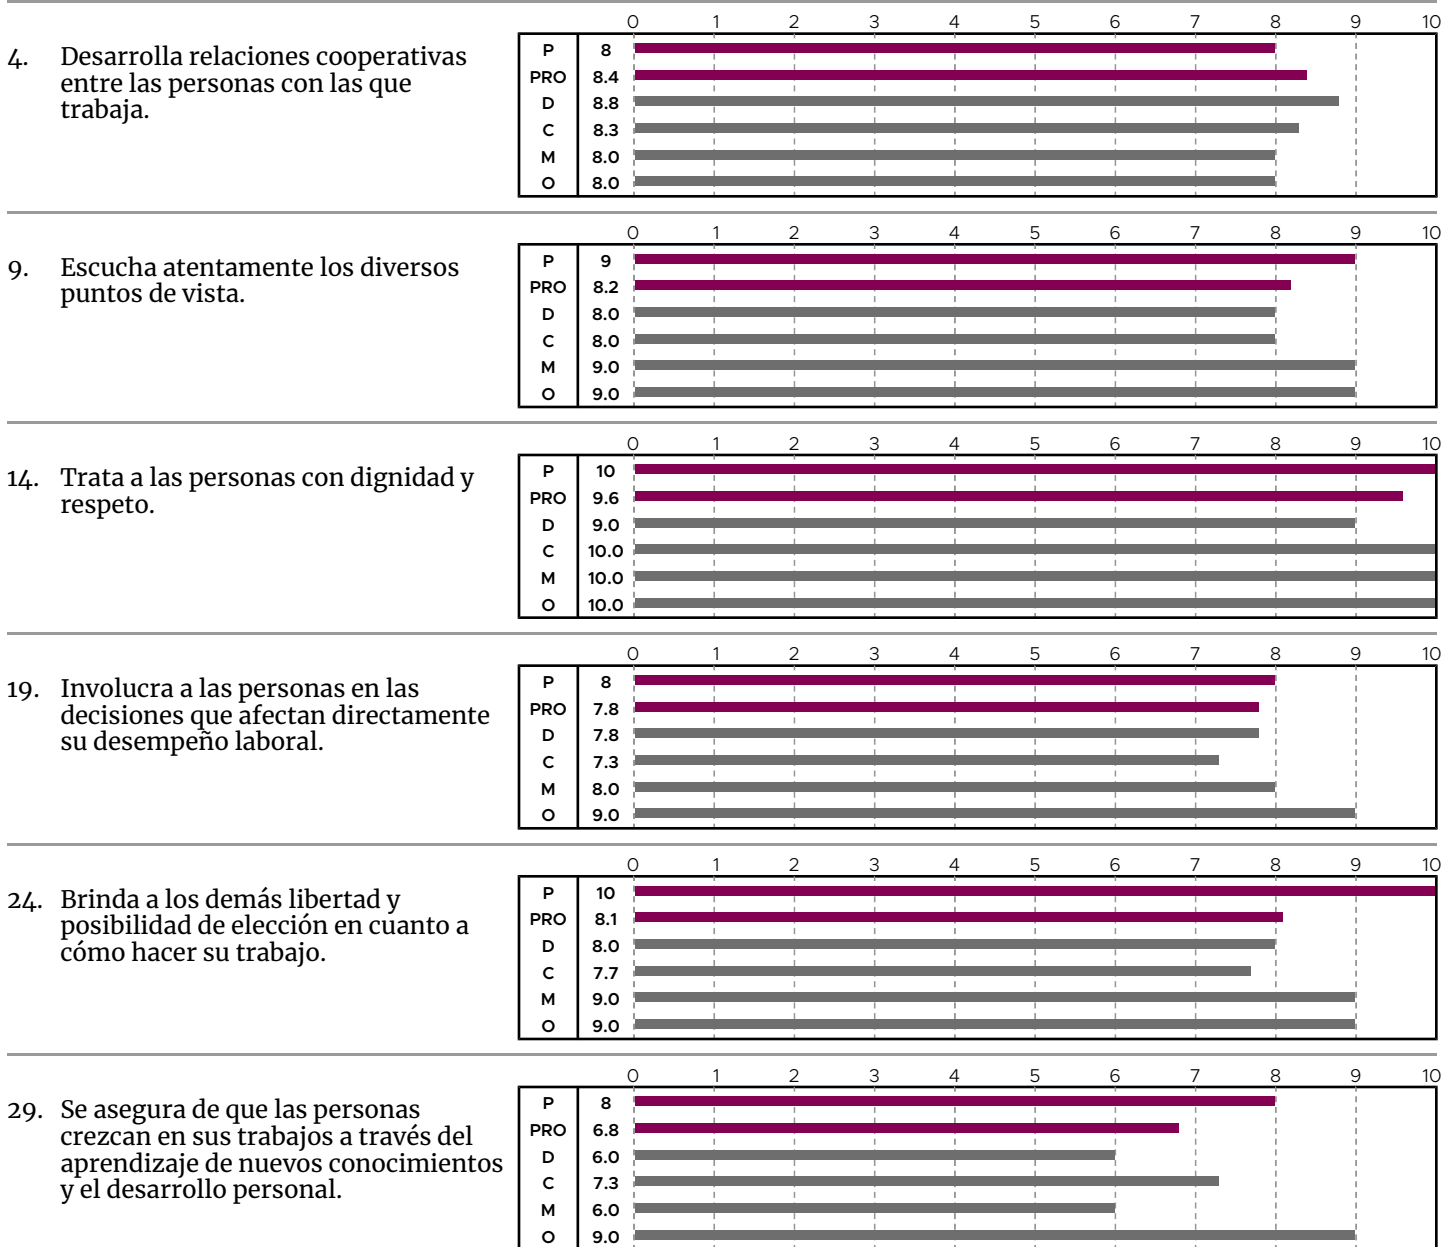 0 1 2 3 4 5 6 7 8 9 10
4. Desarrolla relaciones cooperativas
entre las personas con las que
trabaja.
P 8
PRO 8.4
D 8.8
C 8.3
M 8.0
O 8.0
0 1 2 3 4 5 6 7 8 9 10
9. Escucha atentamente los diversos
puntos de vista.
P 9
PRO 8.2
D 8.0
C 8.0
M 9.0
O 9.0
0 1 2 3 4 5 6 7 8 9 10
14. Trata a las personas con dignidad y
respeto.
P 10
PRO 9.6
D 9.0
C 10.0
M 10.0
O 10.0
0 1 2 3 4 5 6 7 8 9 10
19. Involucra a las personas en las
decisiones que afectan directamente
su desempeño laboral.
P 8
PRO 7.8
D 7.8
C 7.3
M 8.0
O 9.0
0 1 2 3 4 5 6 7 8 9 10
24. Brinda a los demás libertad y
posibilidad de elección en cuanto a
cómo hacer su trabajo.
P 10
PRO 8.1
D 8.0
C 7.7
M 9.0
O 9.0
0 1 2 3 4 5 6 7 8 9 10
29. Se asegura de que las personas
crezcan en sus trabajos a través del
aprendizaje de nuevos conocimientos
y el desarrollo personal.
P 8
PRO 6.8
D 6.0
C 7.3
M 6.0
O 9.0